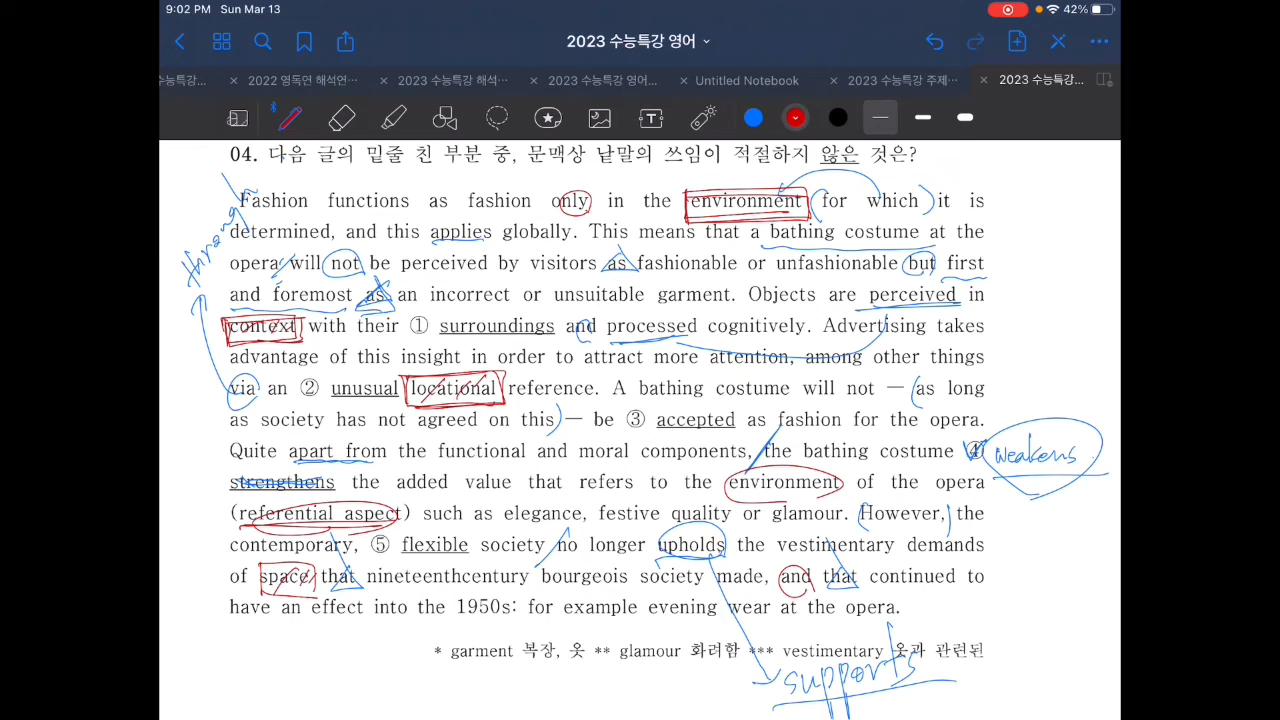 9:02 PM Sun Mar 13 42%
2023 수능특강 영어
수능특강... × 2022 영독연 해석연... × 2023 수능특강 해석... × 2023 수능특강 영어... × Untitled Notebook × 2023 수능특강 주제... × 2023 수능특강...
04. 다음 글의 밑줄 친 부분 중, 문맥상 낱말의 쓰임이 적절하지 않은 것은?
Fashion functions as fashion only in the environment for which it is
determined, and this applies globally. This means that a bathing costume at the
opera will not be perceived by visitors as fashionable or unfashionable but first
and foremost as an incorrect or unsuitable garment. Objects are perceived in
context with their ① surroundings and processed cognitively. Advertising takes
advantage of this insight in order to attract more attention, among other things
via an ② unusual locational reference. A bathing costume will not — (as long
as society has not agreed on this) — be ③ accepted as fashion for the opera.
Quite apart from the functional and moral components, the bathing costume ④ weakens
strengthens the added value that refers to the environment of the opera
(referential aspect) such as elegance, festive quality or glamour. However, the
contemporary, ⑤ flexible society no longer upholds the vestimentary demands
of space that nineteenthcentury bourgeois society made, and that continued to
have an effect into the 1950s: for example evening wear at the opera.
* garment 복장, 옷 ** glamour 화려함 *** vestimentary 옷과 관련된
supports
through